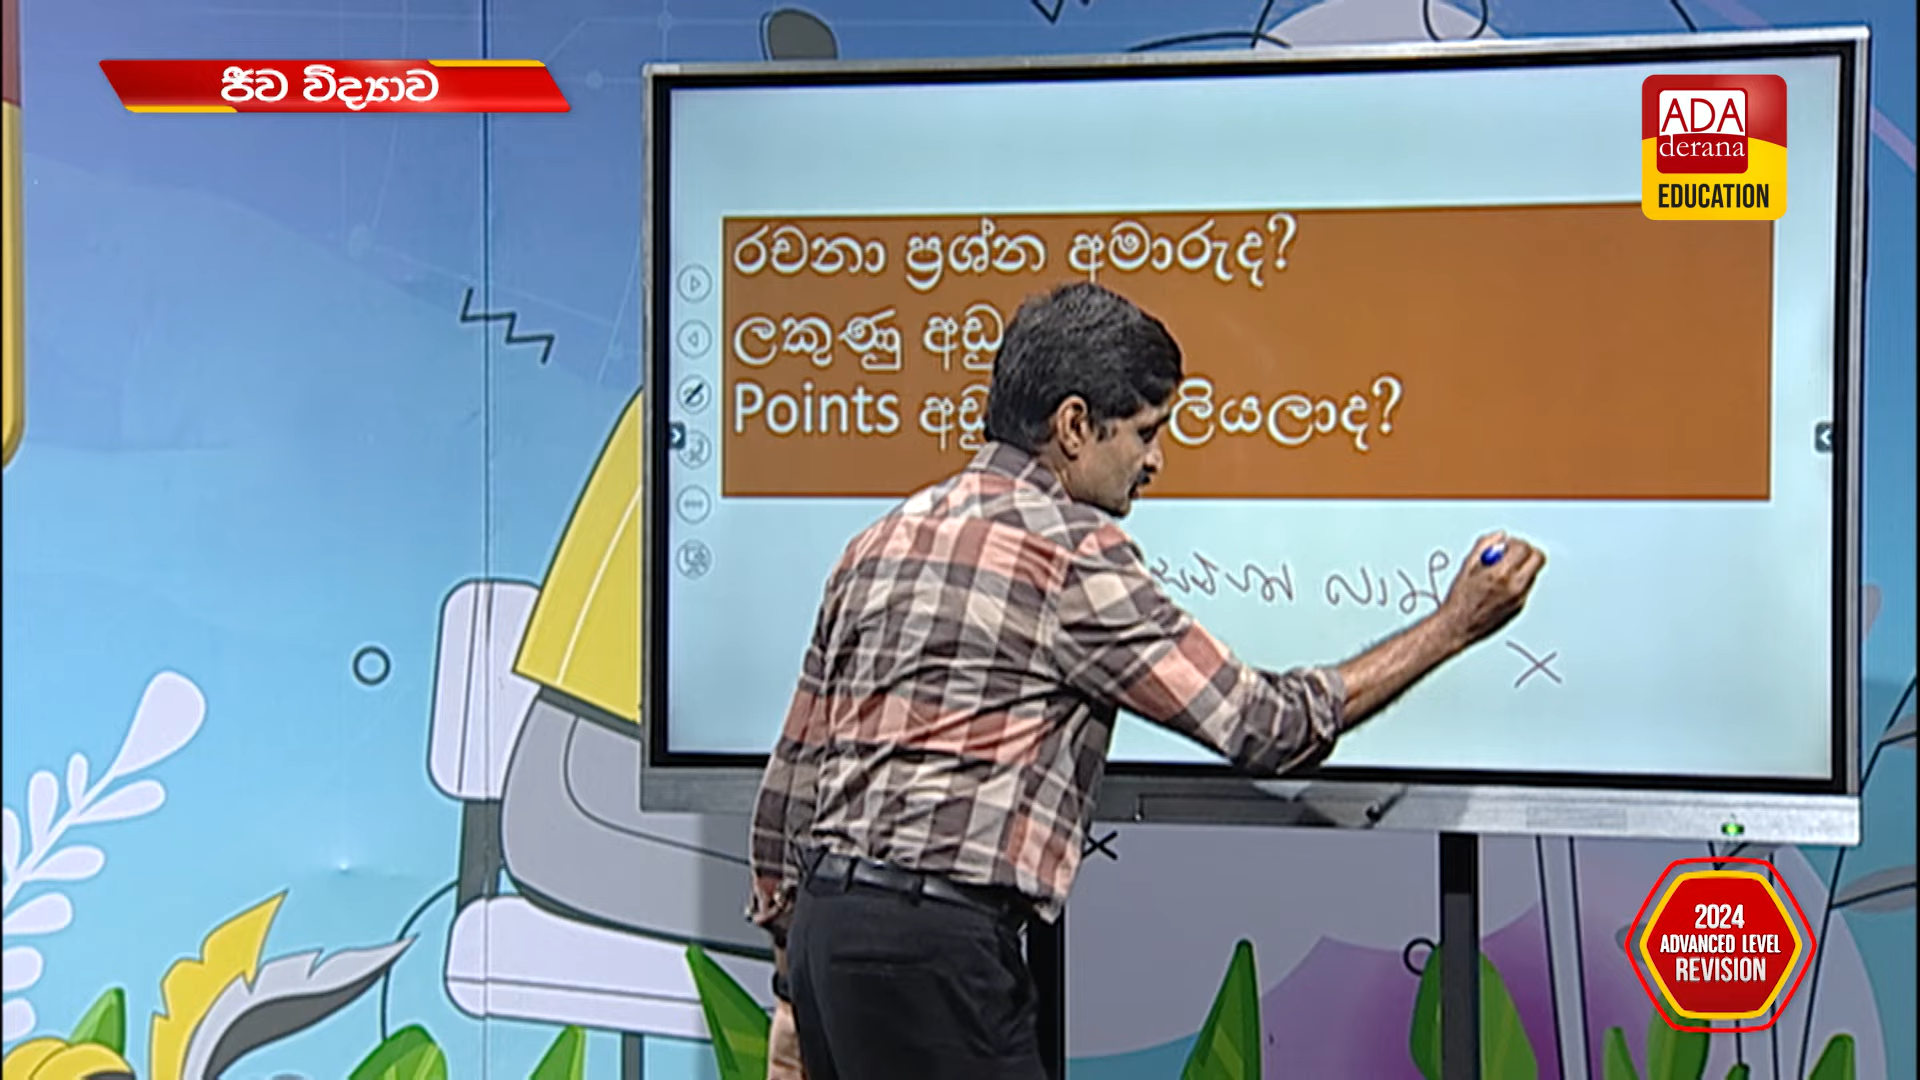 ජීව විද්‍යාව
ADA
derana
EDUCATION
රචනා ප්‍රශ්න අමාරුද?
ලකුණු අඩු
Points අඩු ලියලාද?
2024
ADVANCED LEVEL
REVISION